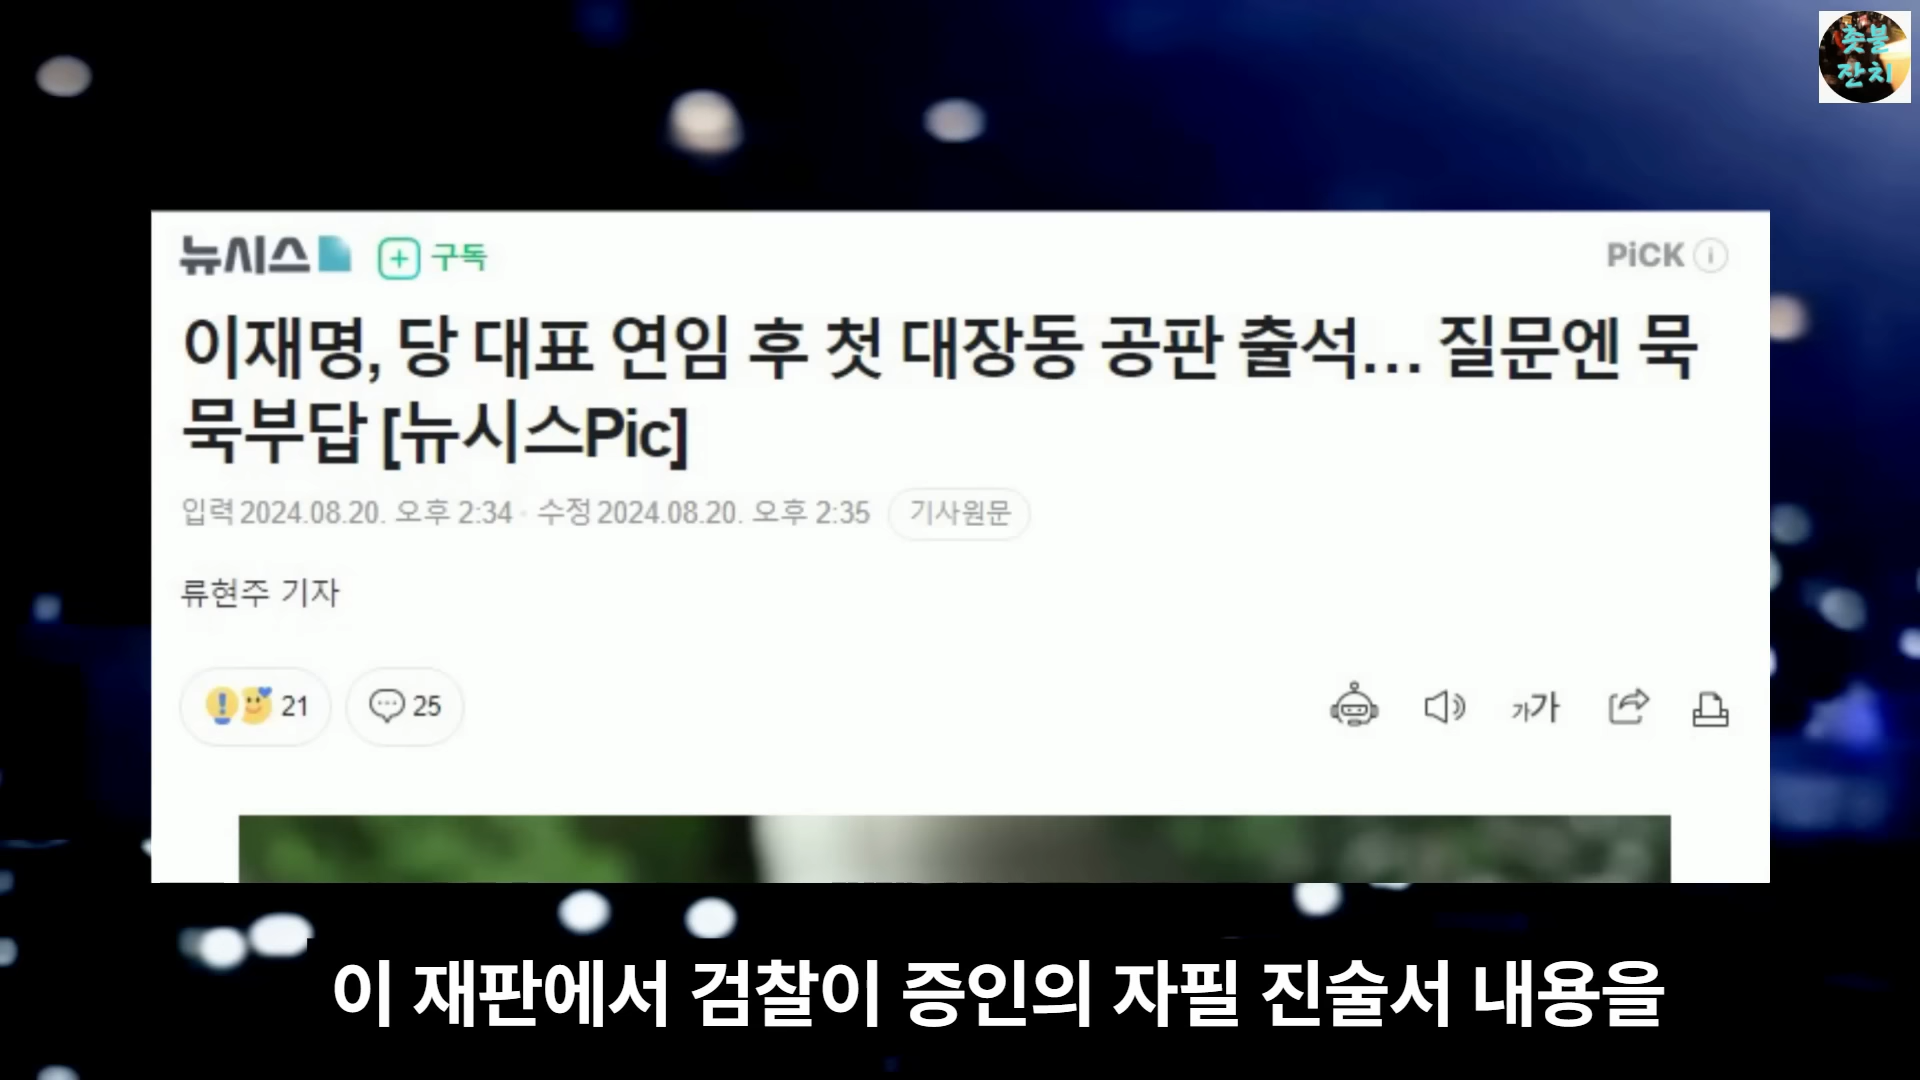 촛불
잔치
뉴시스 구독 PiCK
이재명, 당 대표 연임 후 첫 대장동 공판 출석... 질문엔 묵
묵부답 [뉴시스Pic]
입력 2024.08.20. 오후 2:34 · 수정 2024.08.20. 오후 2:35 기사원문
류현주 기자
21 25 가가
이 재판에서 검찰이 증인의 자필 진술서 내용을